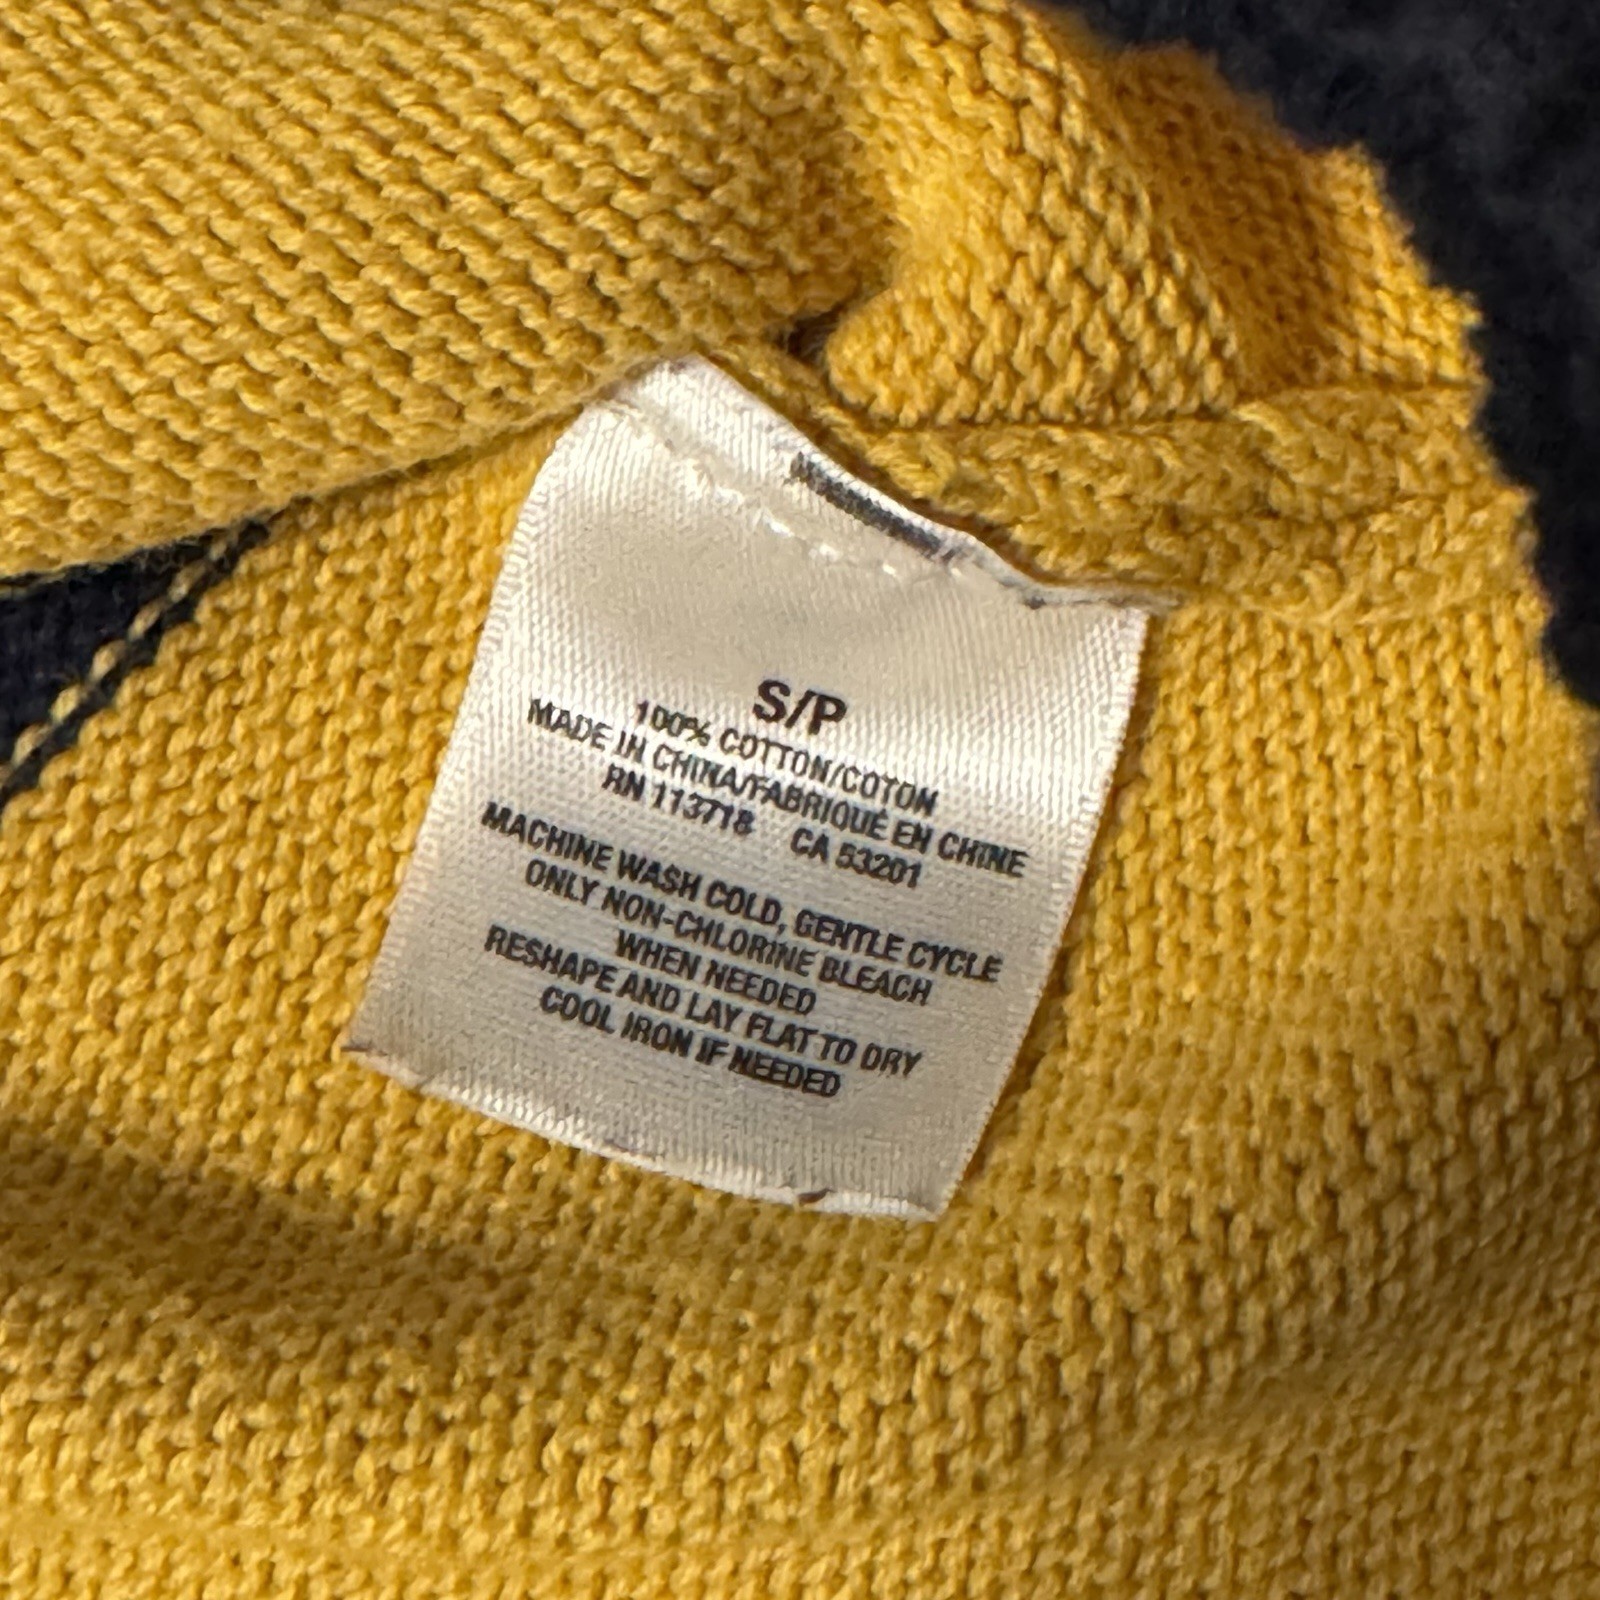 S/P
100% COTTON/COTON
MADE IN CHINA/FABRIQUÉ EN CHINE
RN 113718 CA 53201
MACHINE WASH COLD, GENTLE CYCLE
ONLY NON-CHLORINE BLEACH
WHEN NEEDED
RESHAPE AND LAY FLAT TO DRY
COOL IRON IF NEEDED